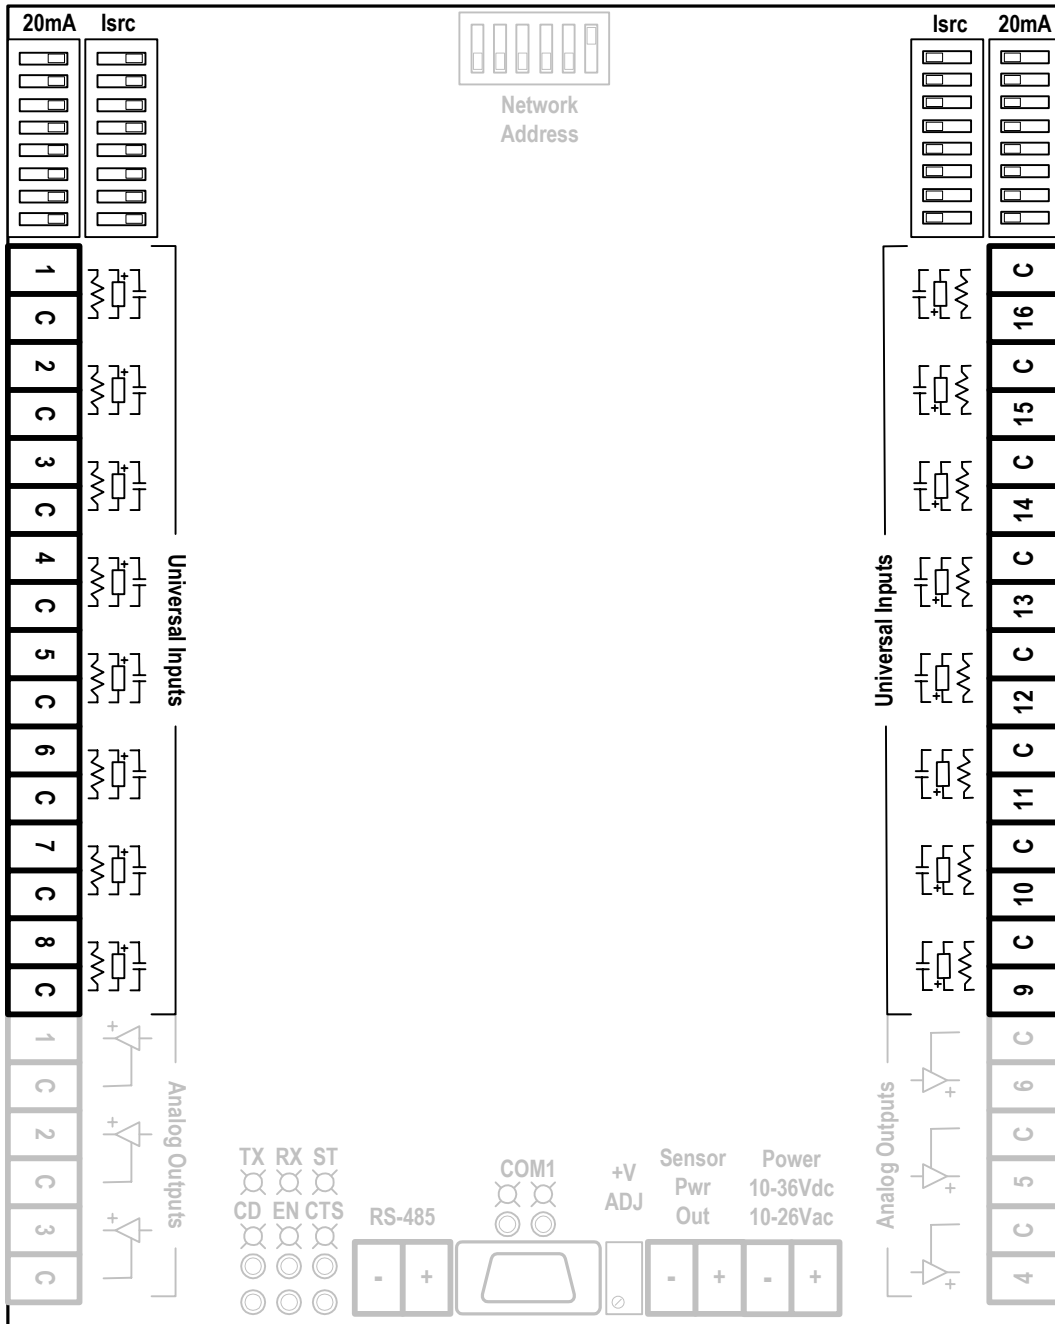 20mA Isrc
Isrc 20mA
Network
Address
1
C
2
C
3
C
4
C
5
C
6
C
7
C
8
C
Universal Inputs
1
C
2
C
3
C
Analog Outputs
TX RX ST
CD EN CTS
RS-485
- +
COM1
+V
ADJ
Sensor
Pwr
Out
- +
Power
10-36Vdc
10-26Vac
- +
Universal Inputs
C
16
C
15
C
14
C
13
C
12
C
11
C
10
C
9
Analog Outputs
C
6
C
5
C
4